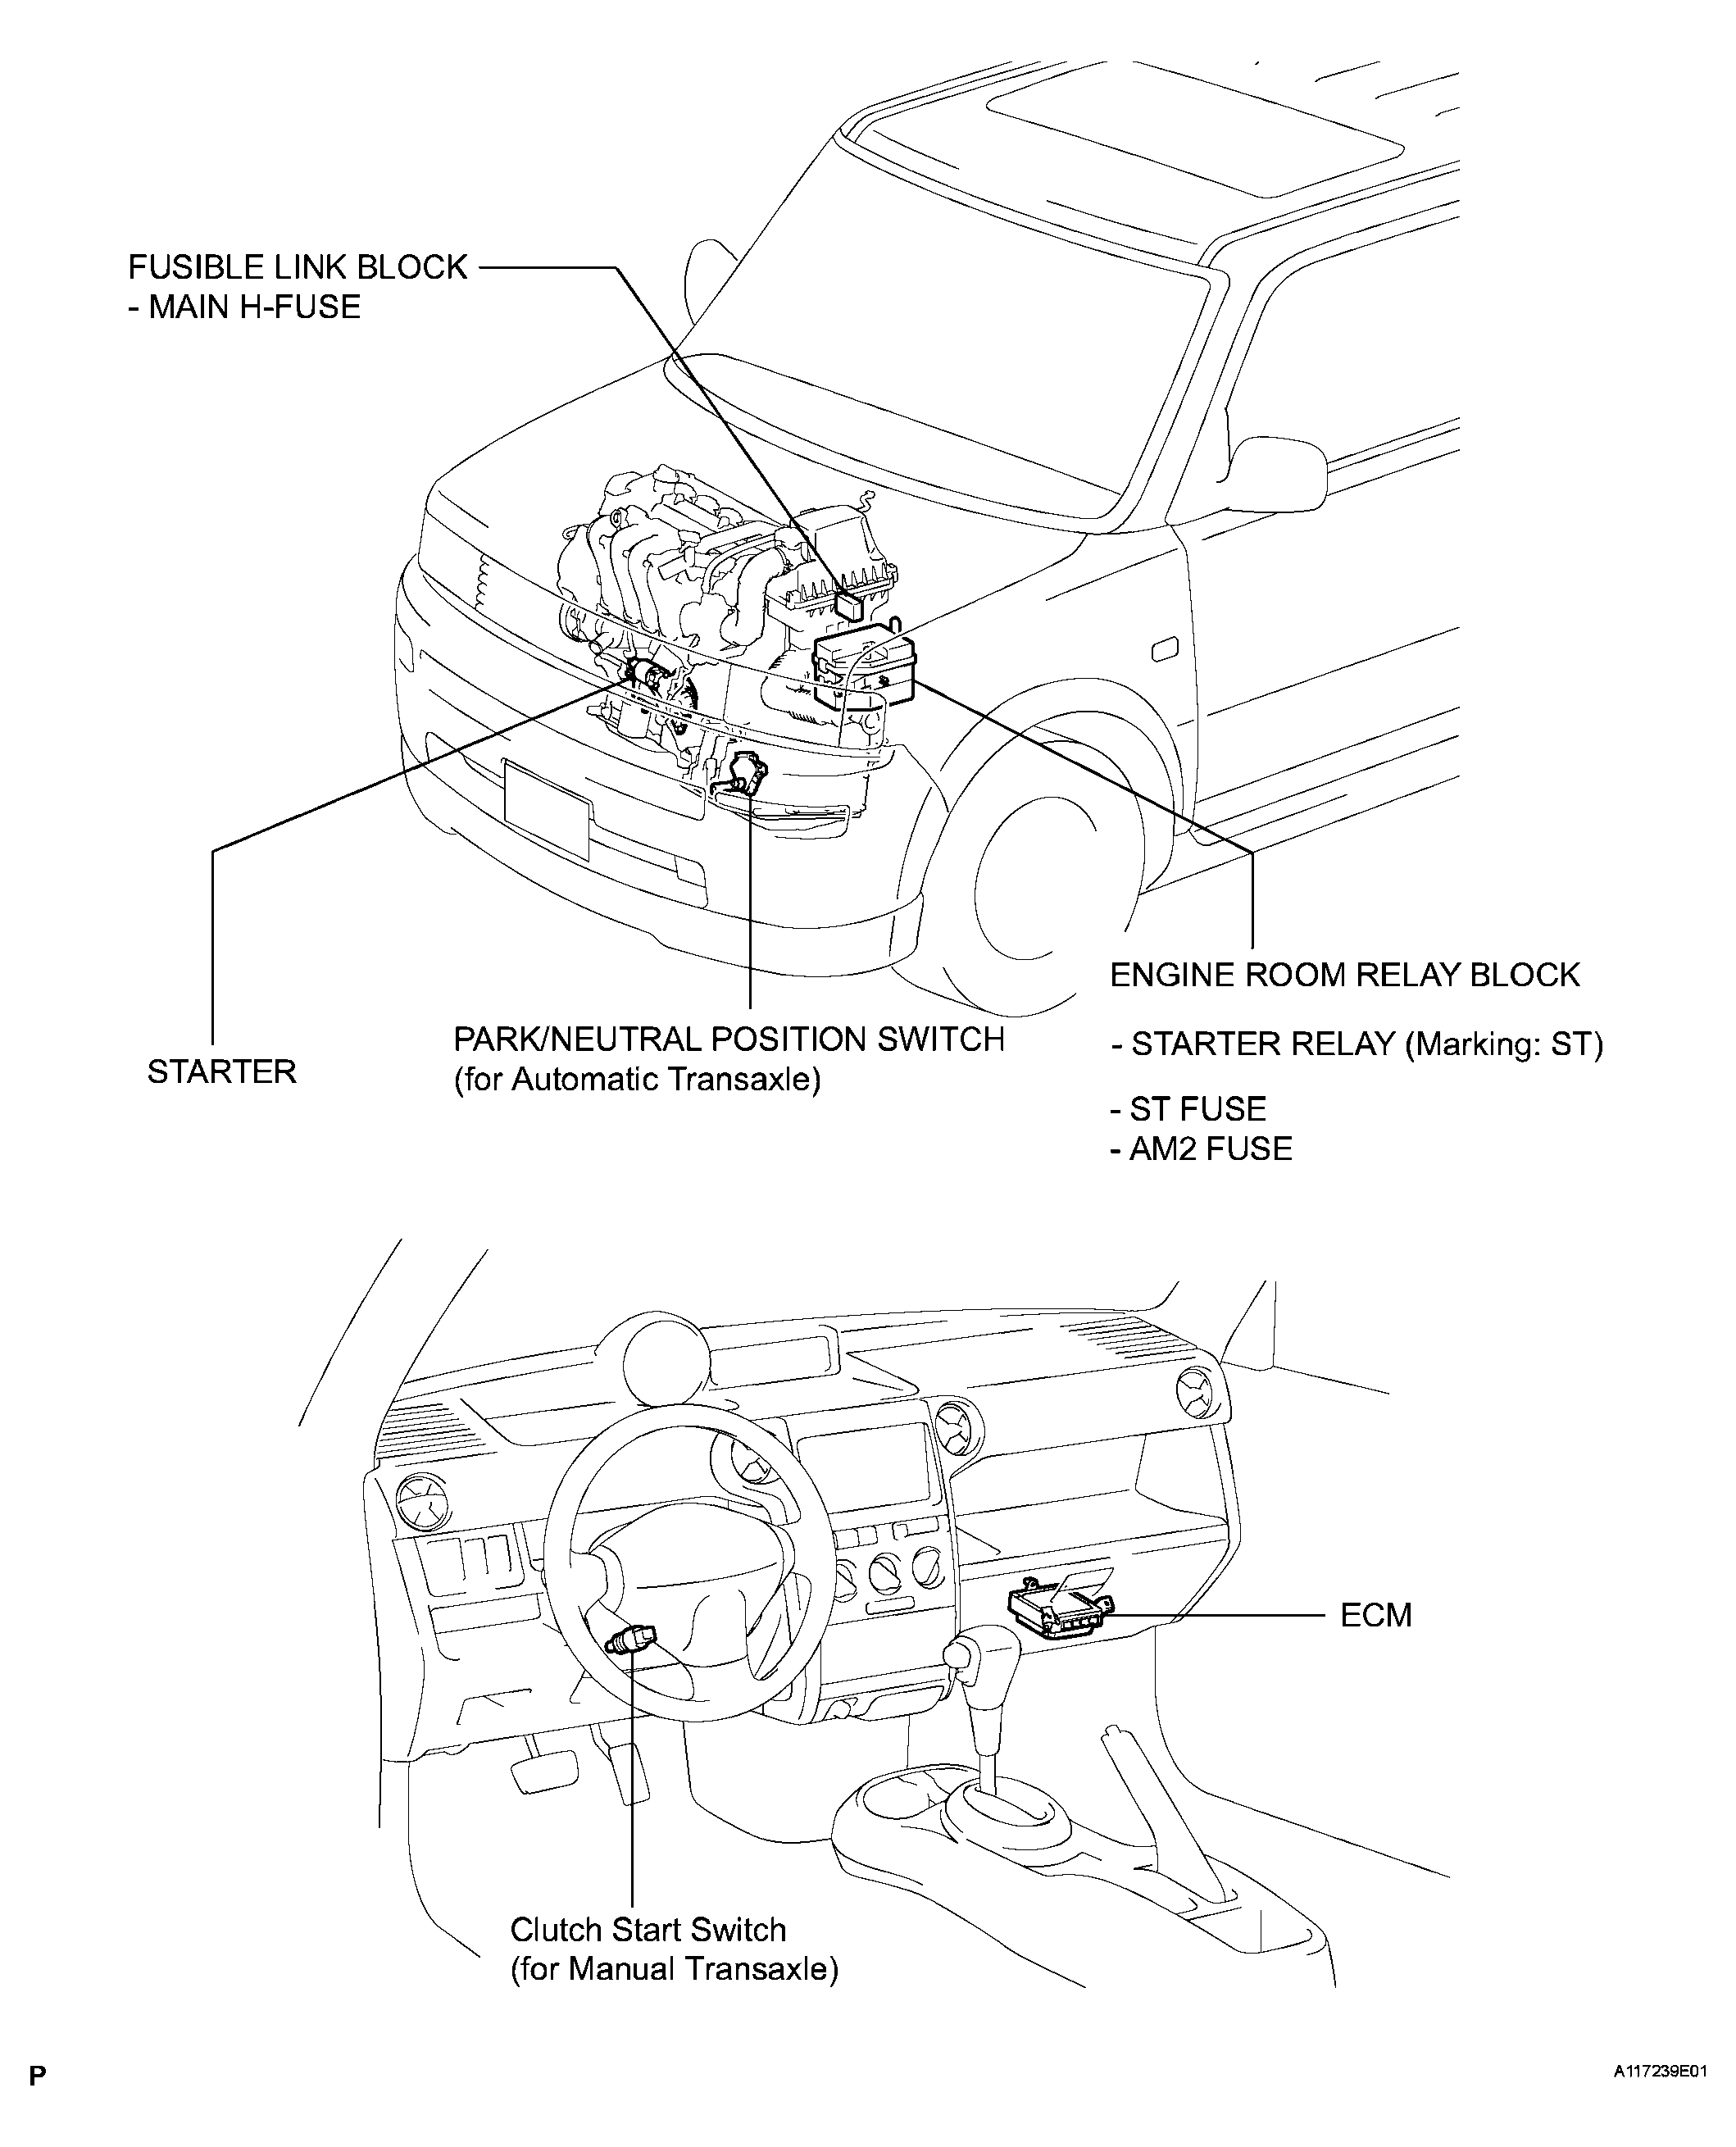 FUSIBLE LINK BLOCK
- MAIN H-FUSE
ENGINE ROOM RELAY BLOCK
- STARTER RELAY (Marking: ST)
- ST FUSE
- AM2 FUSE
PARK/NEUTRAL POSITION SWITCH
(for Automatic Transaxle)
STARTER
ECM
Clutch Start Switch
(for Manual Transaxle)
P
A117239E01